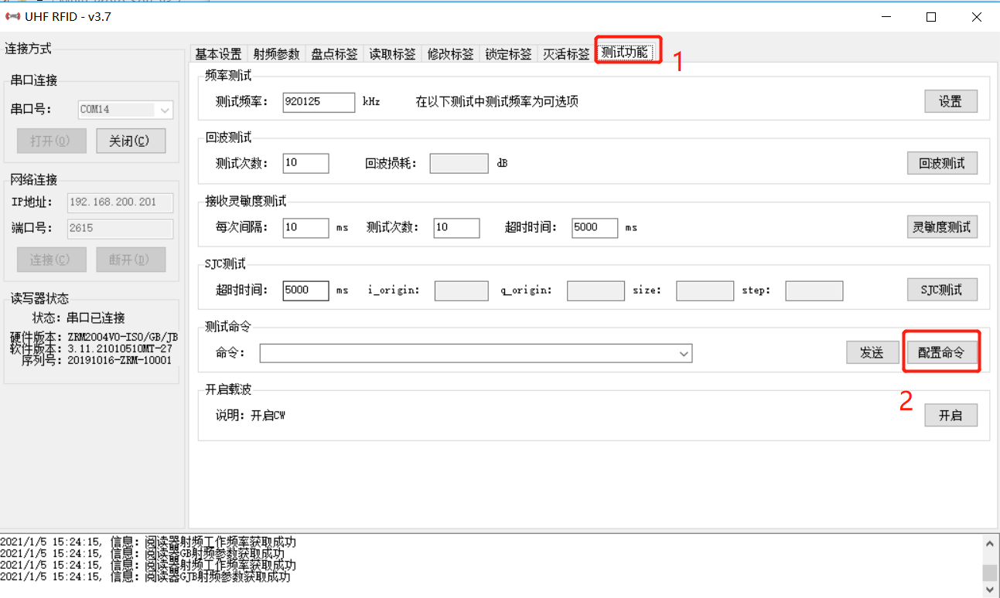 UHF RFID - v3.7
连接方式
串口连接
串口号： COM14
打开(O) 关闭(C)
网络连接
IP地址： 192.168.200.201
端口号： 2615
连接(C) 断开(D)
读写器状态
状态：串口已连接
硬件版本：ZRM2004V0-ISO/GB/JB
软件版本：3.11.21010510MT-27
序列号：20191016-ZRM-10001
基本设置 射频参数 盘点标签 读取标签 修改标签 锁定标签 灭活标签 测试功能 1
频率测试
测试频率： 920125 kHz 在以下测试中测试频率为可选项 设置
回波测试
测试次数： 10 回波损耗： dB 回波测试
接收灵敏度测试
每次间隔： 10 ms 测试次数： 10 超时时间： 5000 ms 灵敏度测试
SJC测试
超时时间： 5000 ms i_origin: q_origin: size: step: SJC测试
测试命令
命令： 发送 配置命令
2
开启载波
说明：开启CW 开启
2021/1/5 15:24:15, 信息：阅读器射频工作频率获取成功
2021/1/5 15:24:15, 信息：阅读器GB射频参数获取成功
2021/1/5 15:24:15, 信息：阅读器射频工作频率获取成功
2021/1/5 15:24:15, 信息：阅读器GJB射频参数获取成功